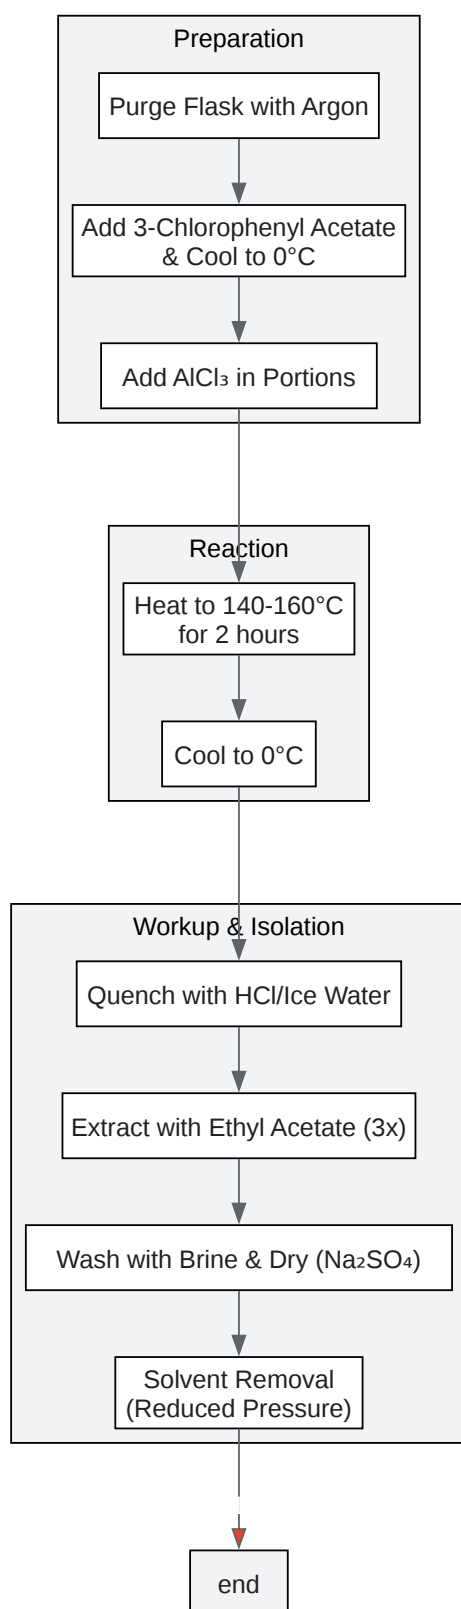 Preparation
Purge Flask with Argon
Add 3-Chlorophenyl Acetate
& Cool to 0°C
Add AlCl₃ in Portions
Reaction
Heat to 140-160°C
for 2 hours
Cool to 0°C
Workup & Isolation
Quench with HCl/Ice Water
Extract with Ethyl Acetate (3x)
Wash with Brine & Dry (Na₂SO₄)
Solvent Removal
(Reduced Pressure)
end